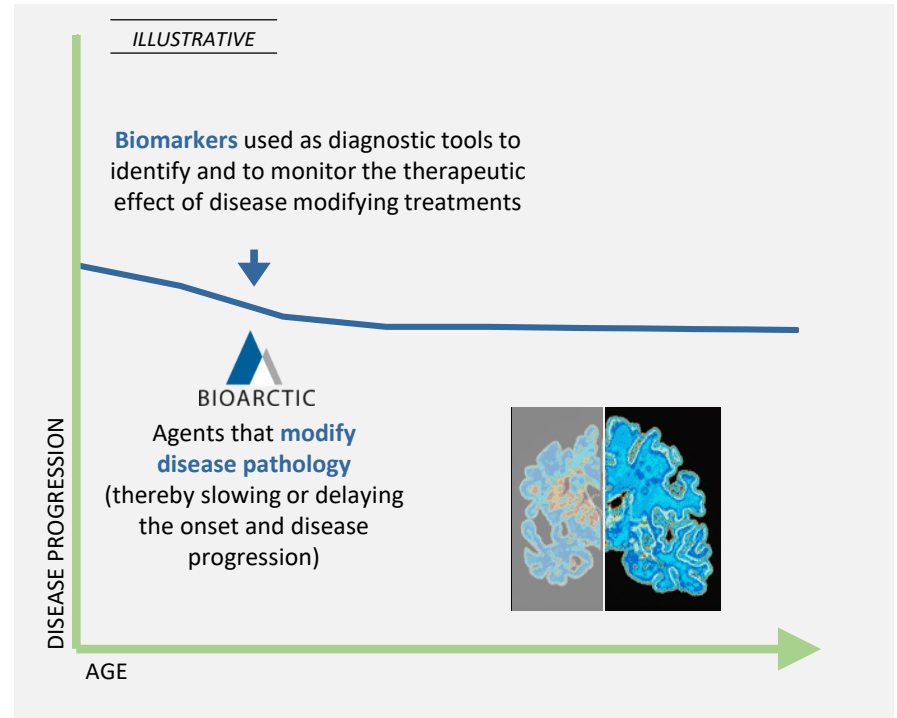 ILLUSTRATIVE
Biomarkers used as diagnostic tools to
identify and to monitor the therapeutic
effect of disease modifying treatments
BIOARCTIC
Agents that modify
disease pathology
(thereby slowing or delaying
the onset and disease
progression)
DISEASE PROGRESSION
AGE